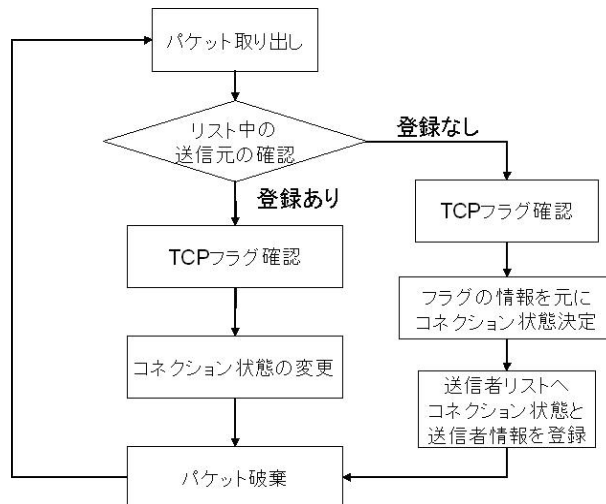 パケット取り出し
リスト中の
送信元の確認
登録なし
登録あり
TCPフラグ確認
TCPフラグ確認
コネクション状態の変更
フラグの情報を元に
コネクション状態決定
送信者リストへ
コネクション状態と
送信者情報を登録
パケット破棄